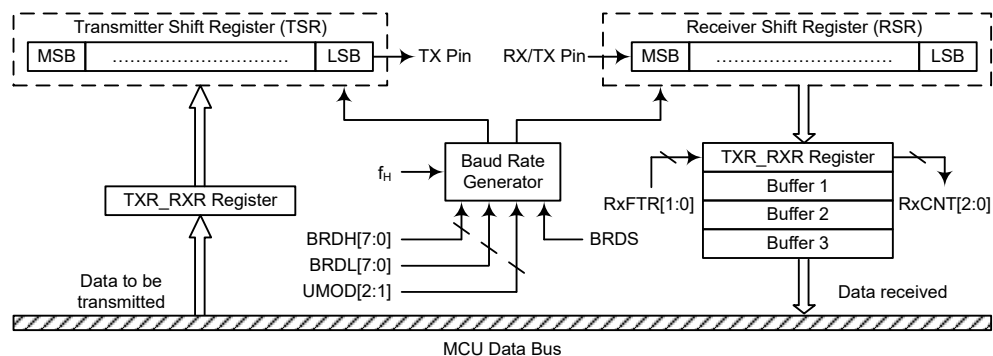 Transmitter Shift Register (TSR)
MSB ............................. LSB
TX Pin
Receiver Shift Register (RSR)
RX/TX Pin
MSB ............................. LSB
fH
Baud Rate
Generator
TXR_RXR Register
TXR_RXR Register
Buffer 1
Buffer 2
Buffer 3
RxFTR[1:0]
RxCNT[2:0]
BRDH[7:0]
BRDL[7:0]
UMOD[2:1]
BRDS
Data to be
transmitted
Data received
MCU Data Bus